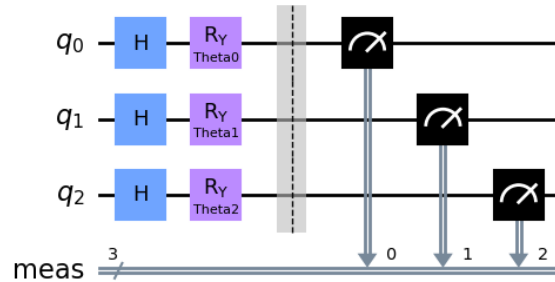 q0 H RY Theta0
q1 H RY Theta1
q2 H RY Theta2
meas 3 0 1 2